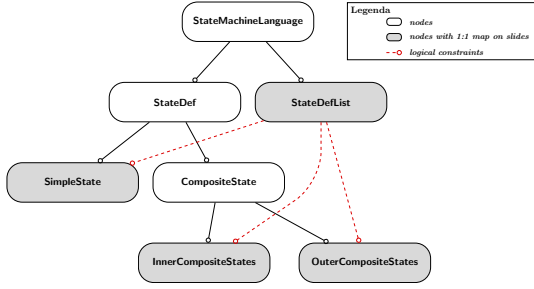 StateMachineLanguage
Legenda
nodes
nodes with 1:1 map on slides
logical constraints
StateDef
StateDefList
SimpleState
CompositeState
InnerCompositeStates
OuterCompositeStates